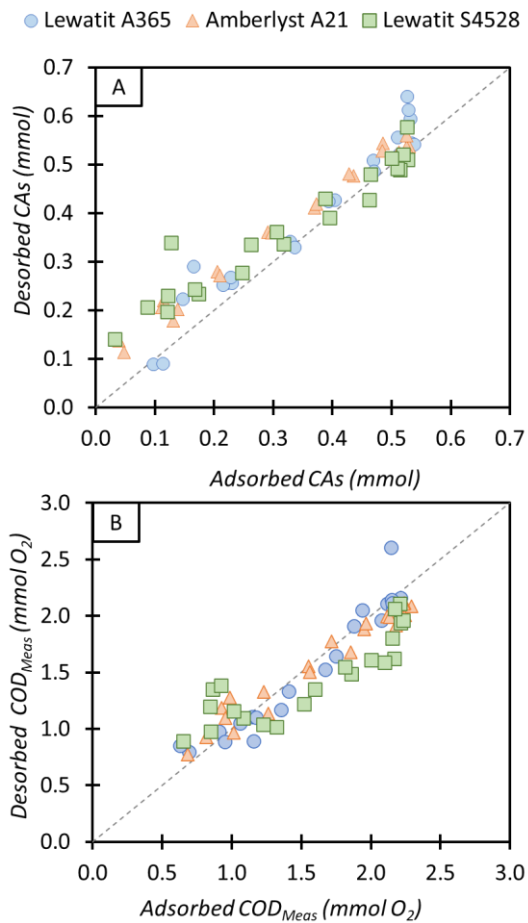 Lewatit A365 Amberlyst A21 Lewatit S4528
A
0.7
0.6
0.5
0.4
0.3
0.2
0.1
0.0
Desorbed CAs (mmol)
0.0 0.1 0.2 0.3 0.4 0.5 0.6 0.7
Adsorbed CAs (mmol)
B
3.0
2.5
2.0
1.5
1.0
0.5
0.0
Desorbed COD_Meas (mmol O_2)
0.0 0.5 1.0 1.5 2.0 2.5 3.0
Adsorbed COD_Meas (mmol O_2)